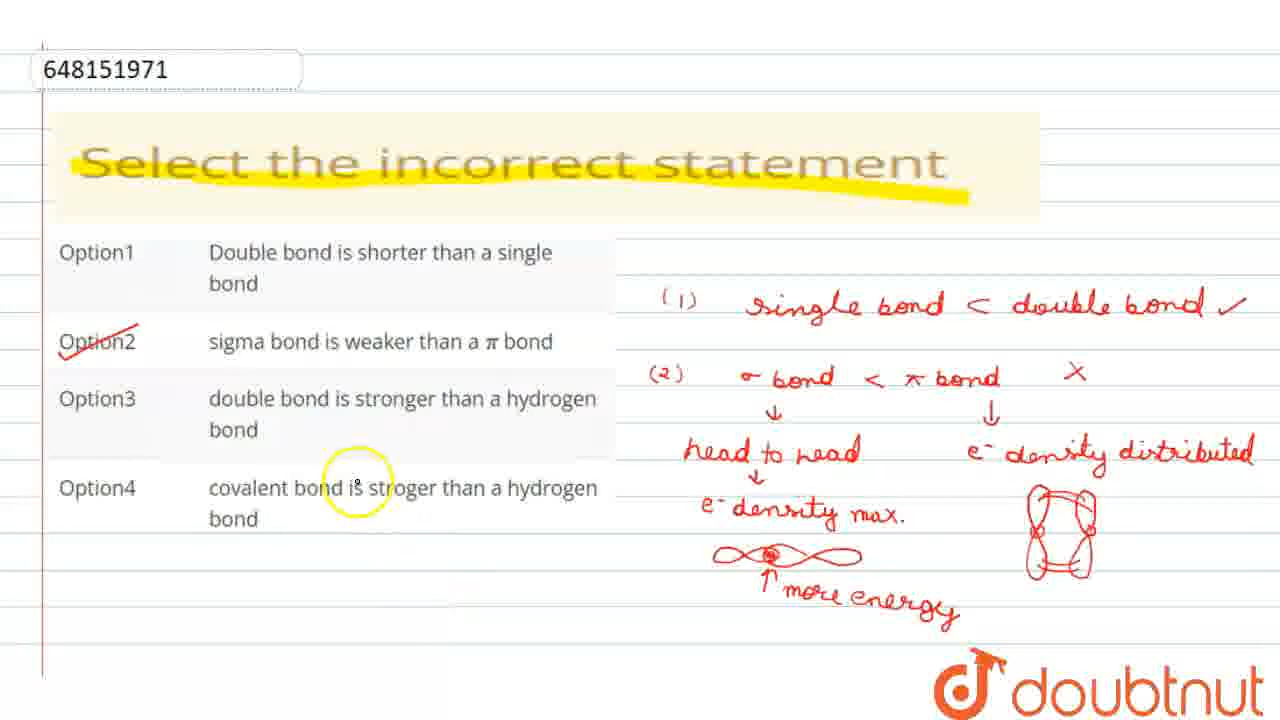 648151971
Select the incorrect statement
Option1 Double bond is shorter than a single
bond
Option2 sigma bond is weaker than a π bond
Option3 double bond is stronger than a hydrogen
bond
Option4 covalent bond is stroger than a hydrogen
bond
(1) single bond < double bond ✓
(2) σ bond < π bond X
↓ ↓
head to head e⁻ density distributed
↓
e⁻ density max.
↑ more energy
doubtnut